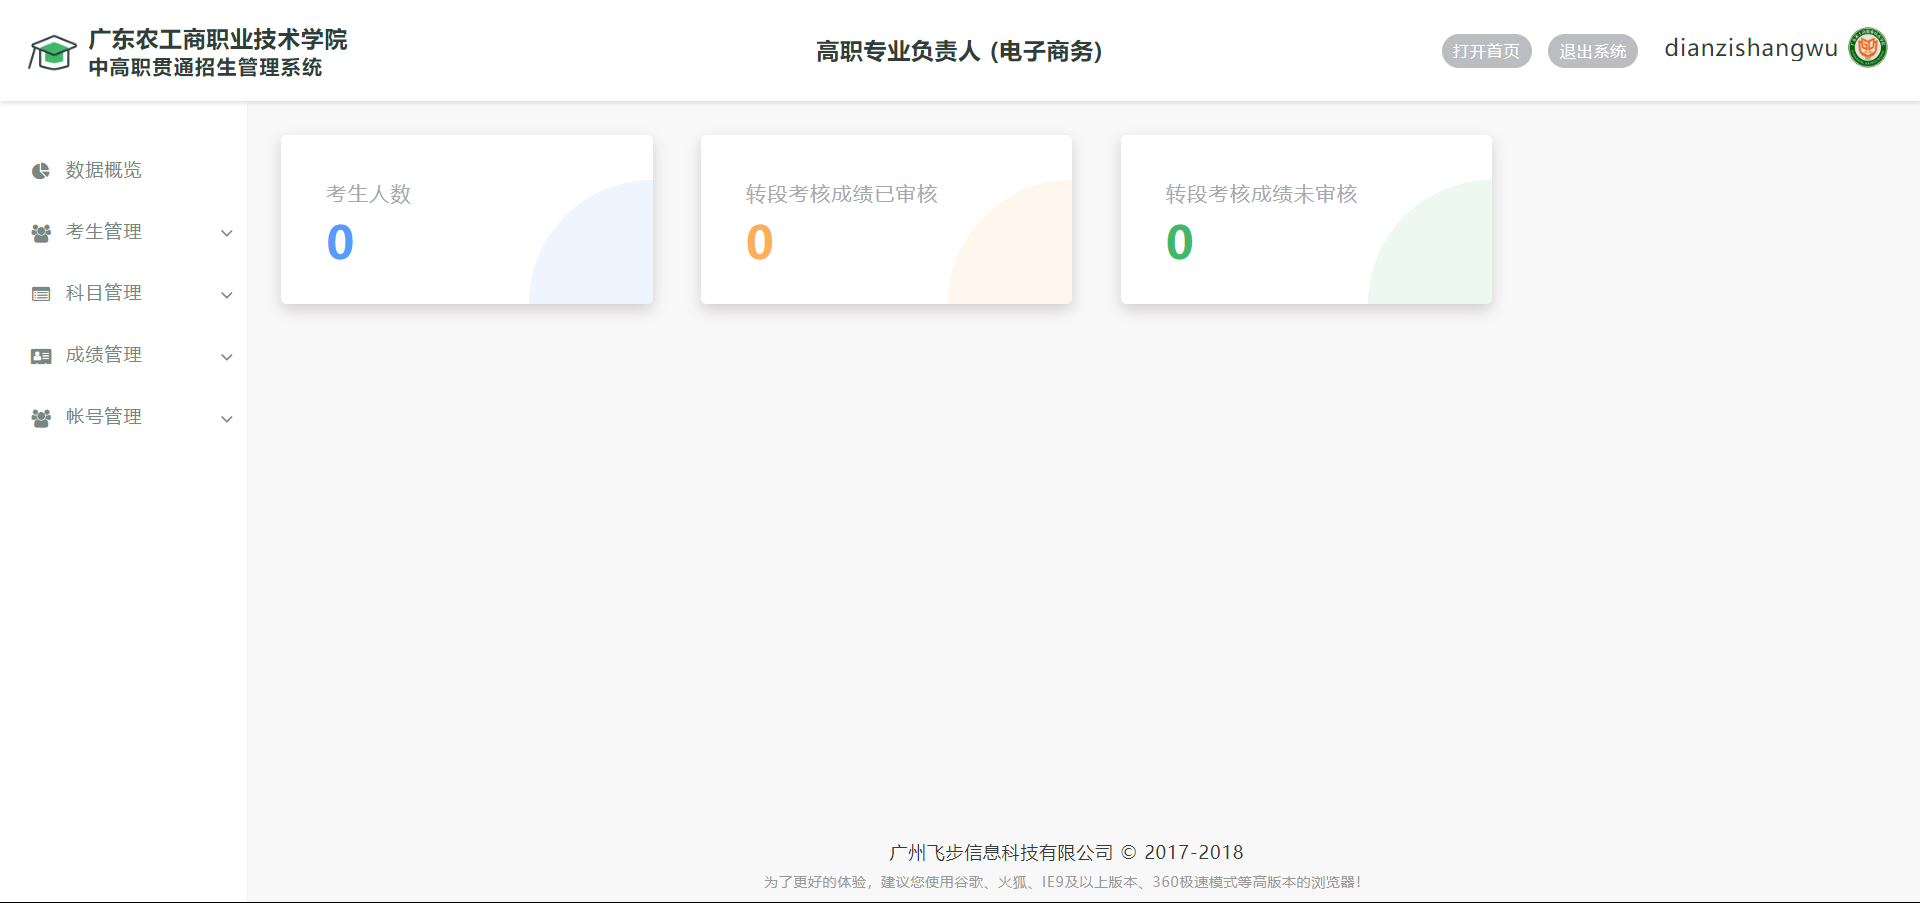 广东农工商职业技术学院
中高职贯通招生管理系统
高职专业负责人 (电子商务)
打开首页
退出系统
dianzishangwu
数据概览
考生管理
科目管理
成绩管理
帐号管理
考生人数
0
转段考核成绩已审核
0
转段考核成绩未审核
0
广州飞步信息科技有限公司 © 2017-2018
为了更好的体验，建议您使用谷歌、火狐、IE9及以上版本、360极速模式等高版本的浏览器！